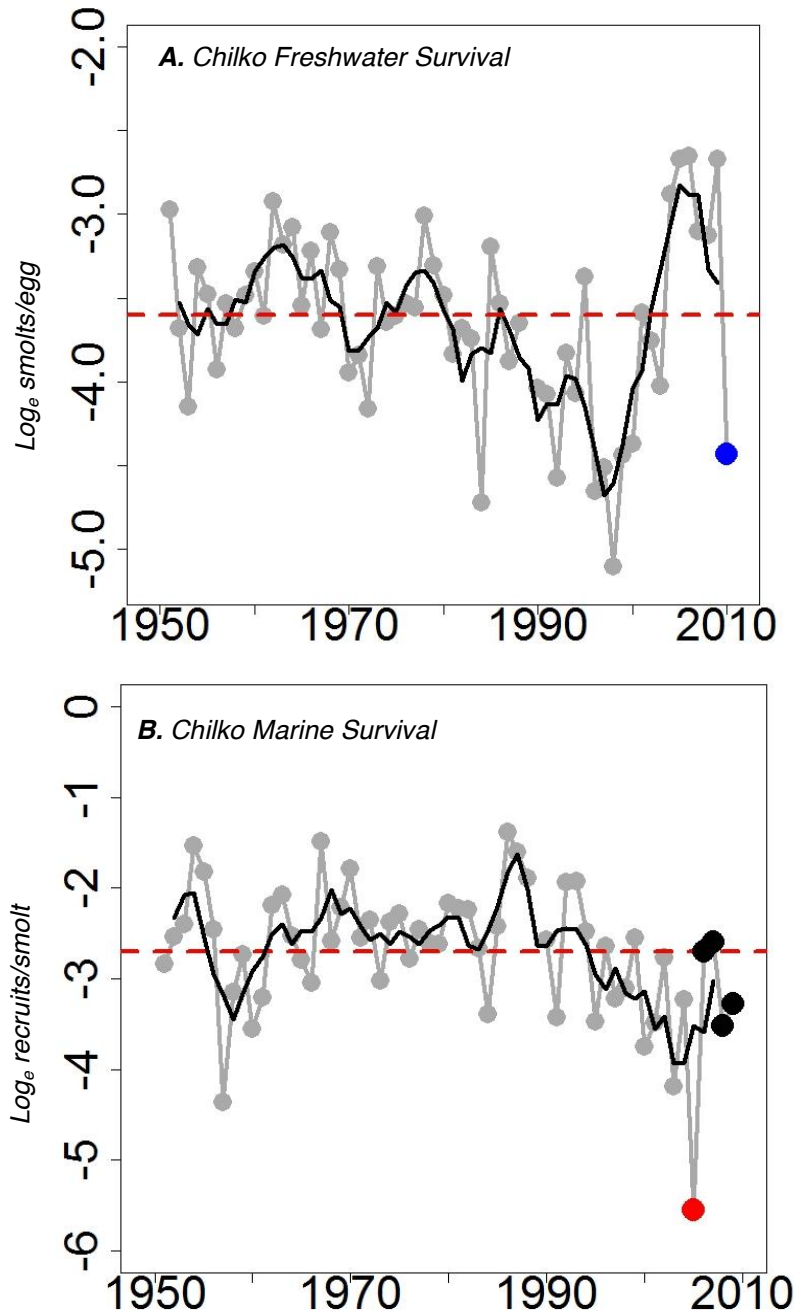 A. Chilko Freshwater Survival
Logₑ smolts/egg
-2.0
-3.0
-4.0
-5.0
1950 1970 1990 2010
B. Chilko Marine Survival
Logₑ recruits/smolt
0
-1
-2
-3
-4
-5
-6
1950 1970 1990 2010